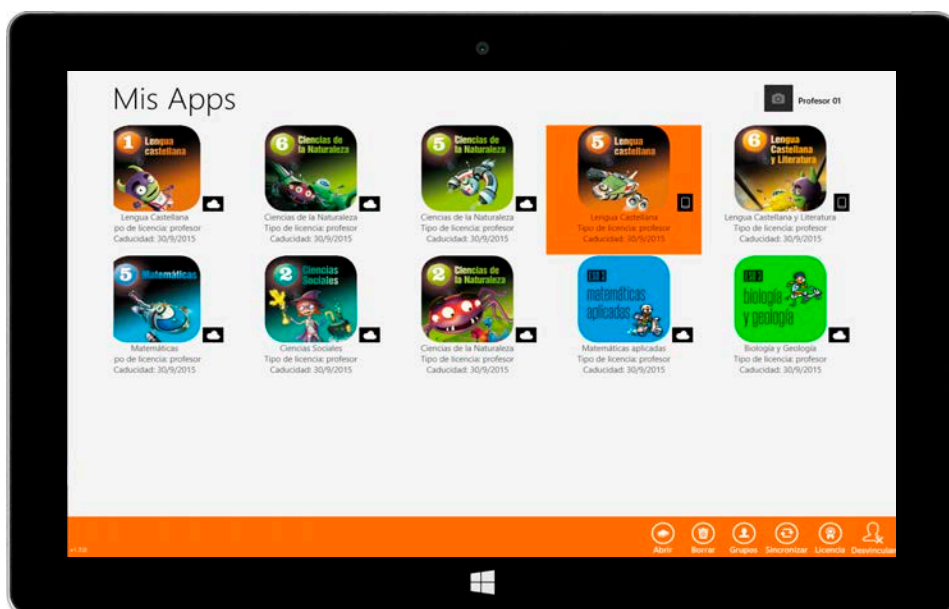 Mis Apps
Profesor 01
1 Lengua castellana
6 Ciencias de la Naturaleza
5 Ciencias de la Naturaleza
5 Lengua castellana
6 Lengua Castellana y Literatura
Lengua Castellana
Ciencias de la Naturaleza
Ciencias de la Naturaleza
Lengua Castellana
Lengua Castellana y Literatura
po de licencia: profesor
Tipo de licencia: profesor
Tipo de licencia: profesor
Tipo de licencia: profesor
Tipo de licencia: profesor
Caducidad: 30/9/2015
Caducidad: 30/9/2015
Caducidad: 30/9/2015
Caducidad: 30/9/2015
Caducidad: 30/9/2015
5 Matemáticas
2 Ciencias Sociales
2 Ciencias de la Naturaleza
ESO 3
matemáticas
aplicadas
ESO 3
biología
y geología
Matemáticas
Ciencias Sociales
Ciencias de la Naturaleza
Matemáticas aplicadas
Biología y Geología
po de licencia: profesor
Tipo de licencia: profesor
Tipo de licencia: profesor
Tipo de licencia: profesor
Tipo de licencia: profesor
Caducidad: 30/9/2015
Caducidad: 30/9/2015
Caducidad: 30/9/2015
Caducidad: 30/9/2015
Caducidad: 30/9/2015
Abrir
Borrar
Grupos
Sincronizar
Licencia
Desvincular